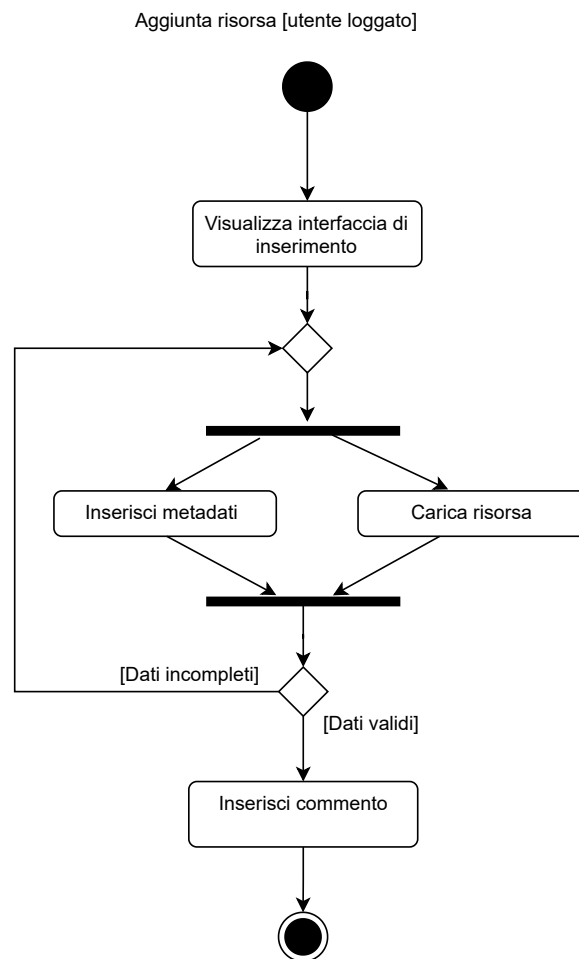 Aggiunta risorsa [utente loggato]
Visualizza interfaccia di
inserimento
Inserisci metadati
Carica risorsa
[Dati incompleti]
[Dati validi]
Inserisci commento